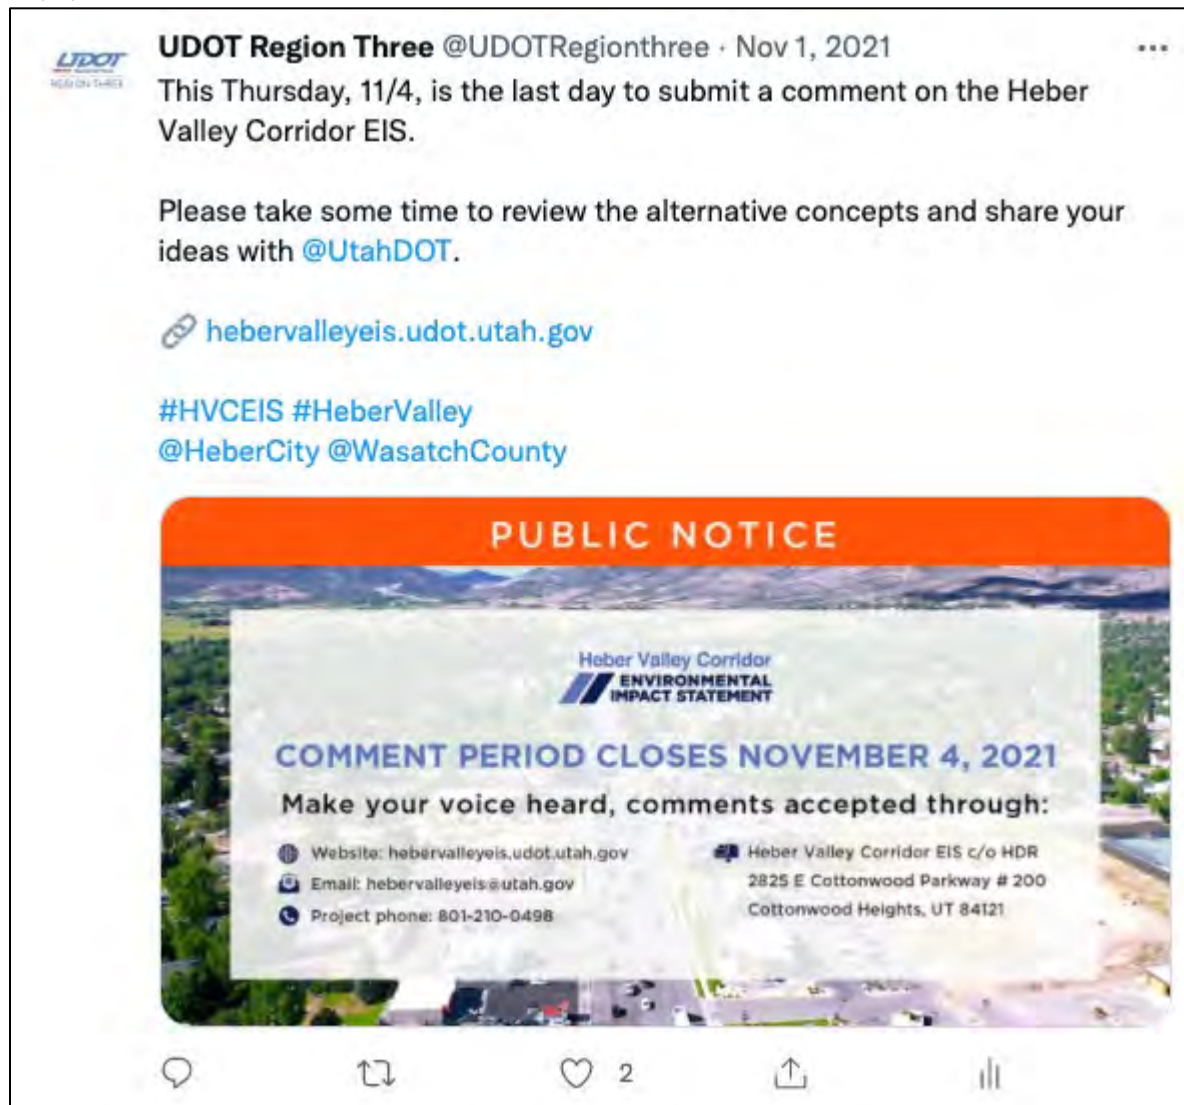 UDOT
REGION THREE
UDOT Region Three @UDOTRegionthree · Nov 1, 2021
This Thursday, 11/4, is the last day to submit a comment on the Heber
Valley Corridor EIS.
Please take some time to review the alternative concepts and share your
ideas with @UtahDOT.
hebervalleyeis.udot.utah.gov
#HVCEIS #HeberValley
@HeberCity @WasatchCounty
PUBLIC NOTICE
Heber Valley Corridor
ENVIRONMENTAL
IMPACT STATEMENT
COMMENT PERIOD CLOSES NOVEMBER 4, 2021
Make your voice heard, comments accepted through:
Website: hebervalleyeis.udot.utah.gov
Email: hebervalleyeis@utah.gov
Project phone: 801-210-0498
Heber Valley Corridor EIS c/o HDR
2825 E Cottonwood Parkway # 200
Cottonwood Heights, UT 84121
2